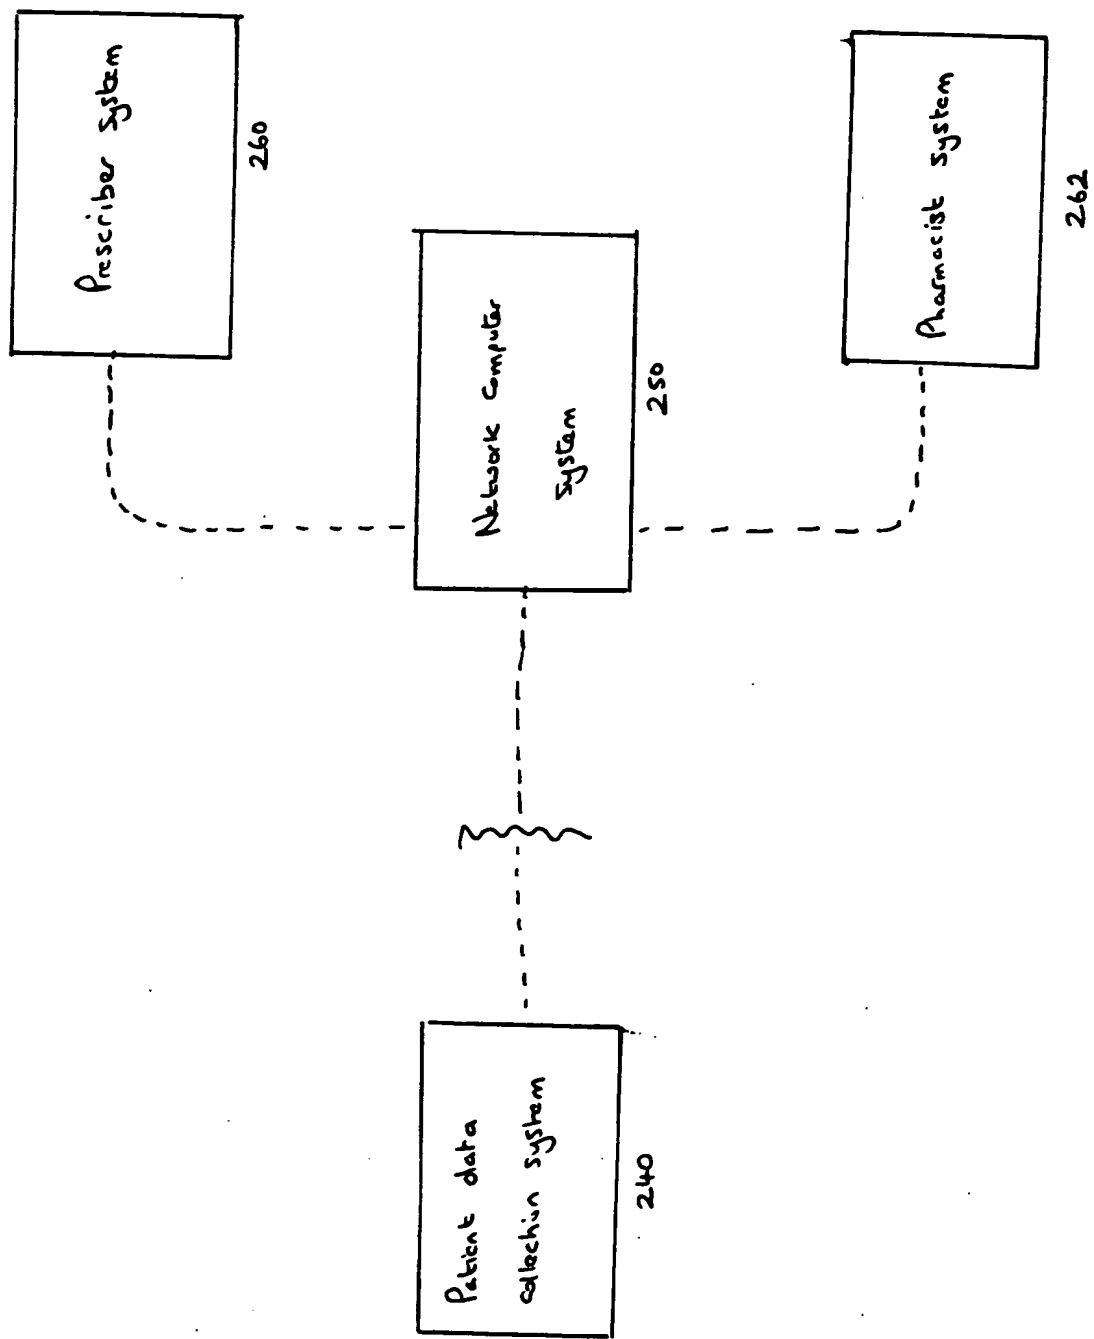 Prescriber System
260
Network Computer
System
250
Pharmacist System
262
Patient data
collection system
240